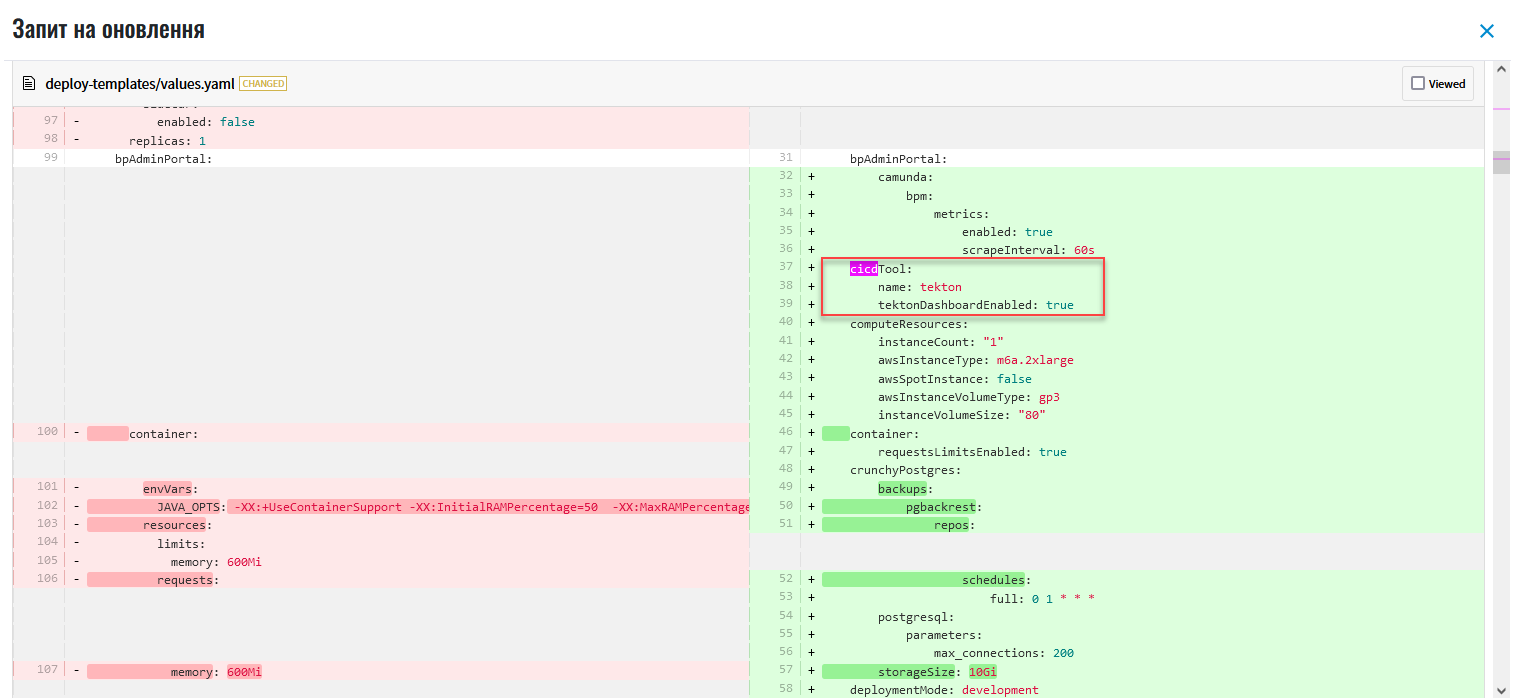 Запит на оновлення
deploy-templates/values.yaml CHANGED
Viewed
97 - enabled: false
98 - replicas: 1
99 bpAdminPortal:
31 bpAdminPortal:
32 + camunda:
33 + bpm:
34 + metrics:
35 + enabled: true
36 + scrapeInterval: 60s
37 + cicdTool:
38 + name: tekton
39 + tektonDashboardEnabled: true
40 + computeResources:
41 + instanceCount: "1"
42 + awsInstanceType: m6a.2xlarge
43 + awsSpotInstance: false
44 + awsInstanceVolumeType: gp3
45 + instanceVolumeSize: "80"
100 - container:
46 + container:
47 + requestsLimitsEnabled: true
48 + crunchyPostgres:
101 - envVars:
49 + backups:
102 - JAVA_OPTS: -XX:+UseContainerSupport -XX:InitialRAMPercentage=50 -XX:MaxRAMPercentage
50 + pgbackrest:
103 - resources:
51 + repos:
104 - limits:
105 - memory: 600Mi
106 - requests:
52 + schedules:
53 + full: 0 1 * * *
54 + postgresql:
55 + parameters:
56 + max_connections: 200
107 - memory: 600Mi
57 + storageSize: 10Gi
58 + deploymentMode: development